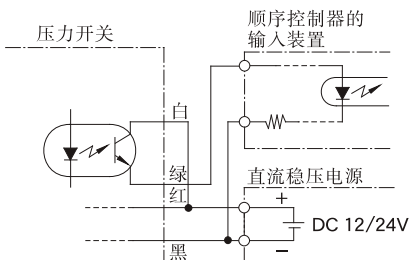 压力开关
顺序控制器的
输入装置
白
绿
红
黑
直流稳压电源
+
DC 12/24V
−